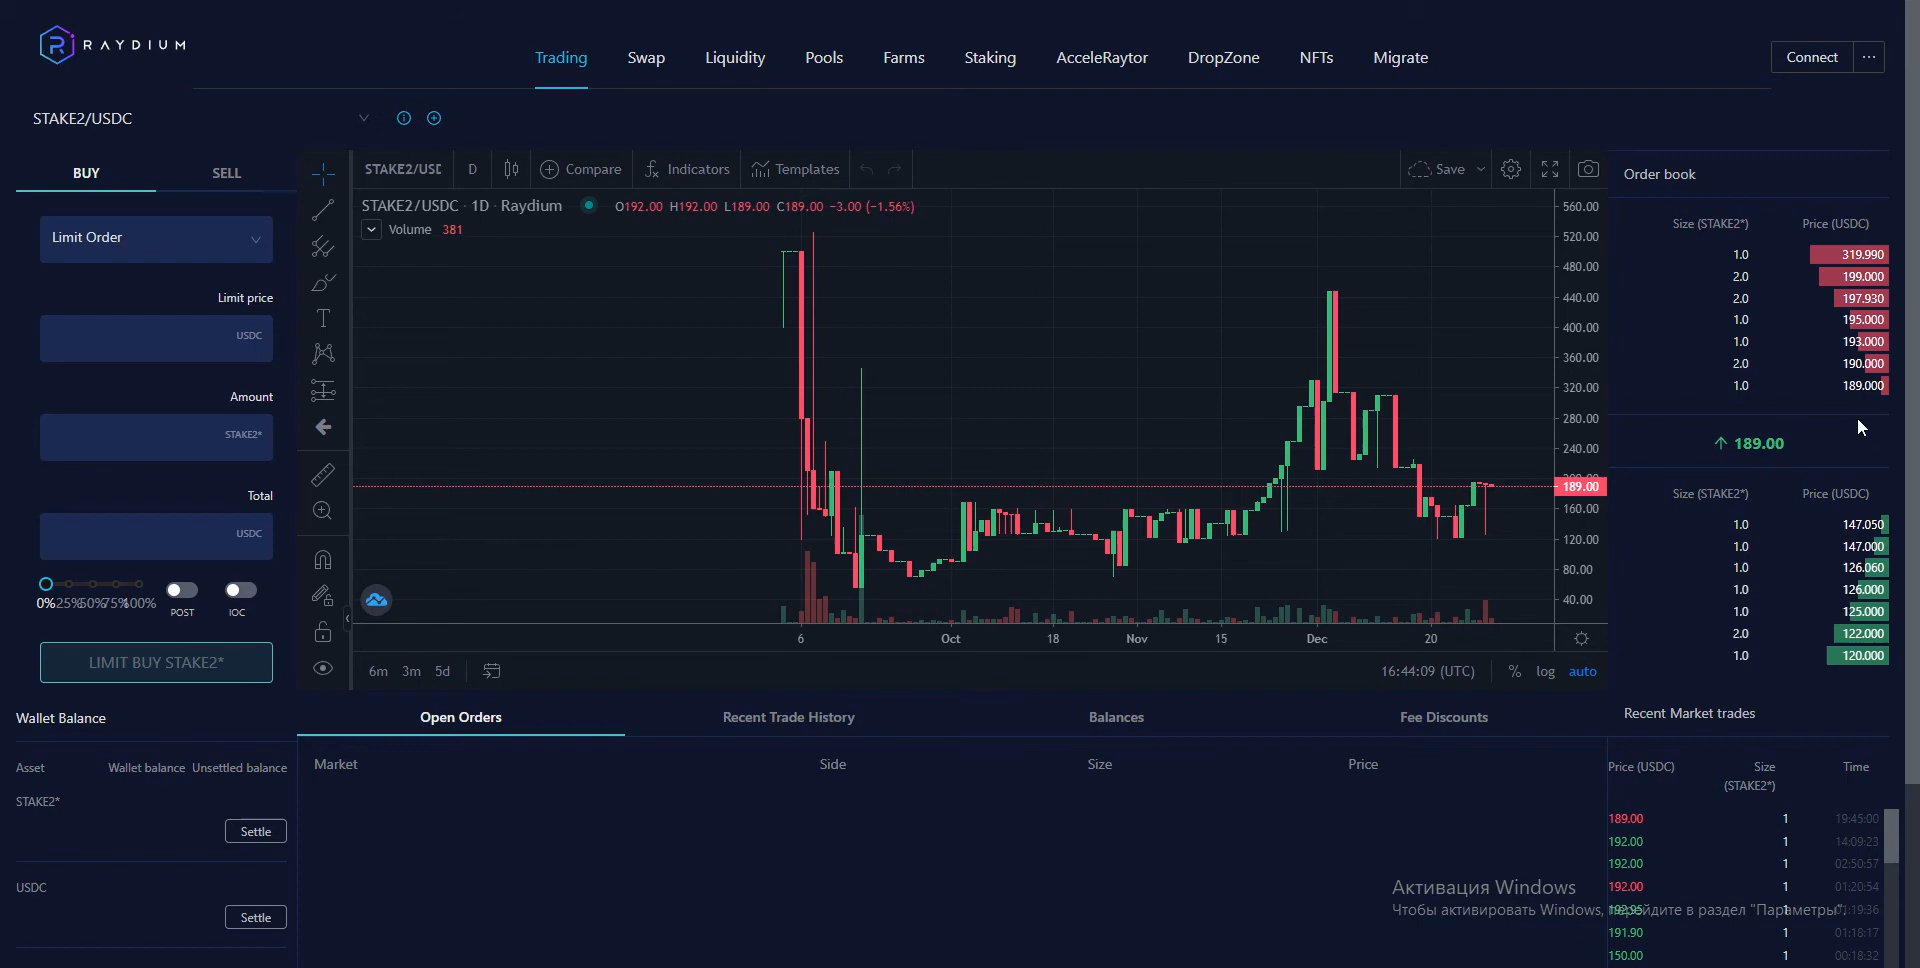 RAYDIUM
Trading
Swap
Liquidity
Pools
Farms
Staking
AcceleRaytor
DropZone
NFTs
Migrate
Connect
STAKE2/USDC
BUY
SELL
Limit Order
Limit price
USDC
Amount
STAKE2*
Total
USDC
0% 25% 50% 75% 100%
POST
IOC
LIMIT BUY STAKE2*
STAKE2/USD
D
Compare
Indicators
Templates
Save
STAKE2/USDC · 1D · Raydium
O192.00 H192.00 L189.00 C189.00 −3.00 (−1.56%)
Volume 381
560.00
520.00
480.00
440.00
400.00
360.00
320.00
280.00
240.00
200.00
189.00
160.00
120.00
80.00
40.00
6
Oct
18
Nov
15
Dec
20
6m
3m
5d
16:44:09 (UTC)
%
log
auto
Order book
Size (STAKE2*) Price (USDC)
1.0 319.990
2.0 199.000
2.0 197.930
1.0 195.000
1.0 193.000
2.0 190.000
1.0 189.000
↑ 189.00
Size (STAKE2*) Price (USDC)
1.0 147.050
1.0 147.000
1.0 126.060
1.0 126.000
1.0 125.000
2.0 122.000
1.0 120.000
Wallet Balance
Asset Wallet balance Unsettled balance
STAKE2*
Settle
USDC
Settle
Open Orders
Recent Trade History
Balances
Fee Discounts
Market Side Size Price
Recent Market trades
Price (USDC) Size (STAKE2*) Time
189.00 1 19:45:00
192.00 1 14:09:23
192.00 1 02:50:57
192.00 1 01:20:54
192.95 1 01:19:36
191.90 1 01:18:17
150.00 1 00:18:32
Активация Windows
Чтобы активировать Windows, перейдите в раздел "Параметры".